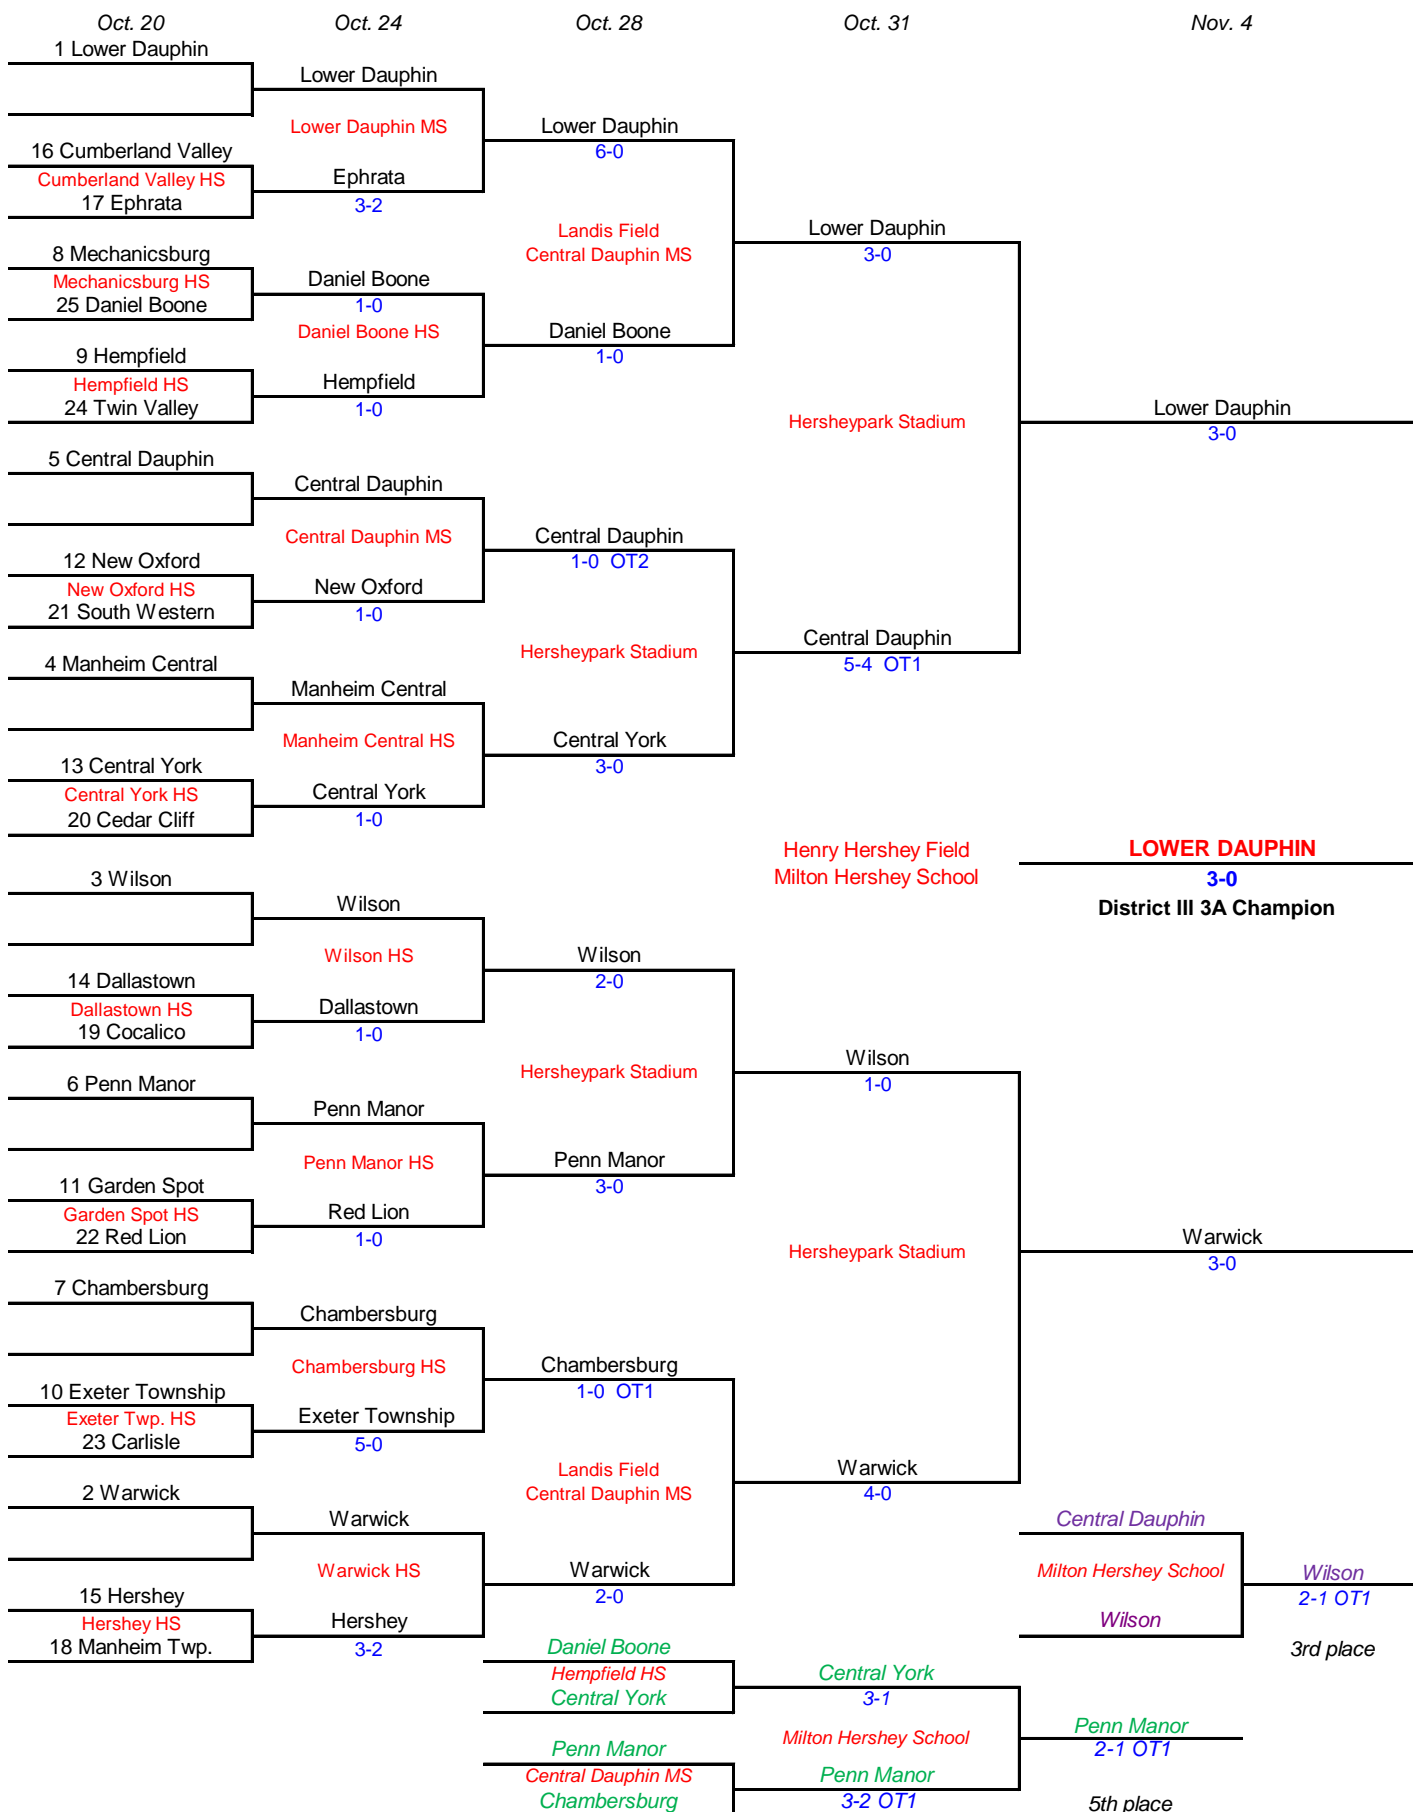 Oct. 20
Oct. 24
Oct. 28
Oct. 31
Nov. 4
1 Lower Dauphin
16 Cumberland Valley
Cumberland Valley HS
17 Ephrata
8 Mechanicsburg
Mechanicsburg HS
25 Daniel Boone
9 Hempfield
Hempfield HS
24 Twin Valley
5 Central Dauphin
12 New Oxford
New Oxford HS
21 South Western
4 Manheim Central
13 Central York
Central York HS
20 Cedar Cliff
3 Wilson
14 Dallastown
Dallastown HS
19 Cocalico
6 Penn Manor
11 Garden Spot
Garden Spot HS
22 Red Lion
7 Chambersburg
10 Exeter Township
Exeter Twp. HS
23 Carlisle
2 Warwick
15 Hershey
Hershey HS
18 Manheim Twp.
Lower Dauphin
Lower Dauphin MS
Ephrata
3-2
Daniel Boone
1-0
Daniel Boone HS
Hempfield
1-0
Central Dauphin
Central Dauphin MS
New Oxford
1-0
Manheim Central
Manheim Central HS
Central York
1-0
Wilson
Wilson HS
Dallastown
1-0
Penn Manor
Penn Manor HS
Red Lion
1-0
Chambersburg
Chambersburg HS
Exeter Township
5-0
Warwick
Warwick HS
Hershey
3-2
Lower Dauphin
6-0
Landis Field
Central Dauphin MS
Daniel Boone
1-0
Central Dauphin
1-0 OT2
Hersheypark Stadium
Central York
3-0
Wilson
2-0
Hersheypark Stadium
Penn Manor
3-0
Chambersburg
1-0 OT1
Landis Field
Central Dauphin MS
Warwick
2-0
Daniel Boone
Hempfield HS
Central York
Penn Manor
Central Dauphin MS
Chambersburg
Lower Dauphin
3-0
Hersheypark Stadium
Central Dauphin
5-4 OT1
Henry Hershey Field
Milton Hershey School
Wilson
1-0
Hersheypark Stadium
Warwick
4-0
Central York
3-1
Milton Hershey School
Penn Manor
3-2 OT1
Lower Dauphin
3-0
LOWER DAUPHIN
3-0
District III 3A Champion
Warwick
3-0
Central Dauphin
Milton Hershey School
Wilson
Wilson
2-1 OT1
3rd place
Penn Manor
2-1 OT1
5th place